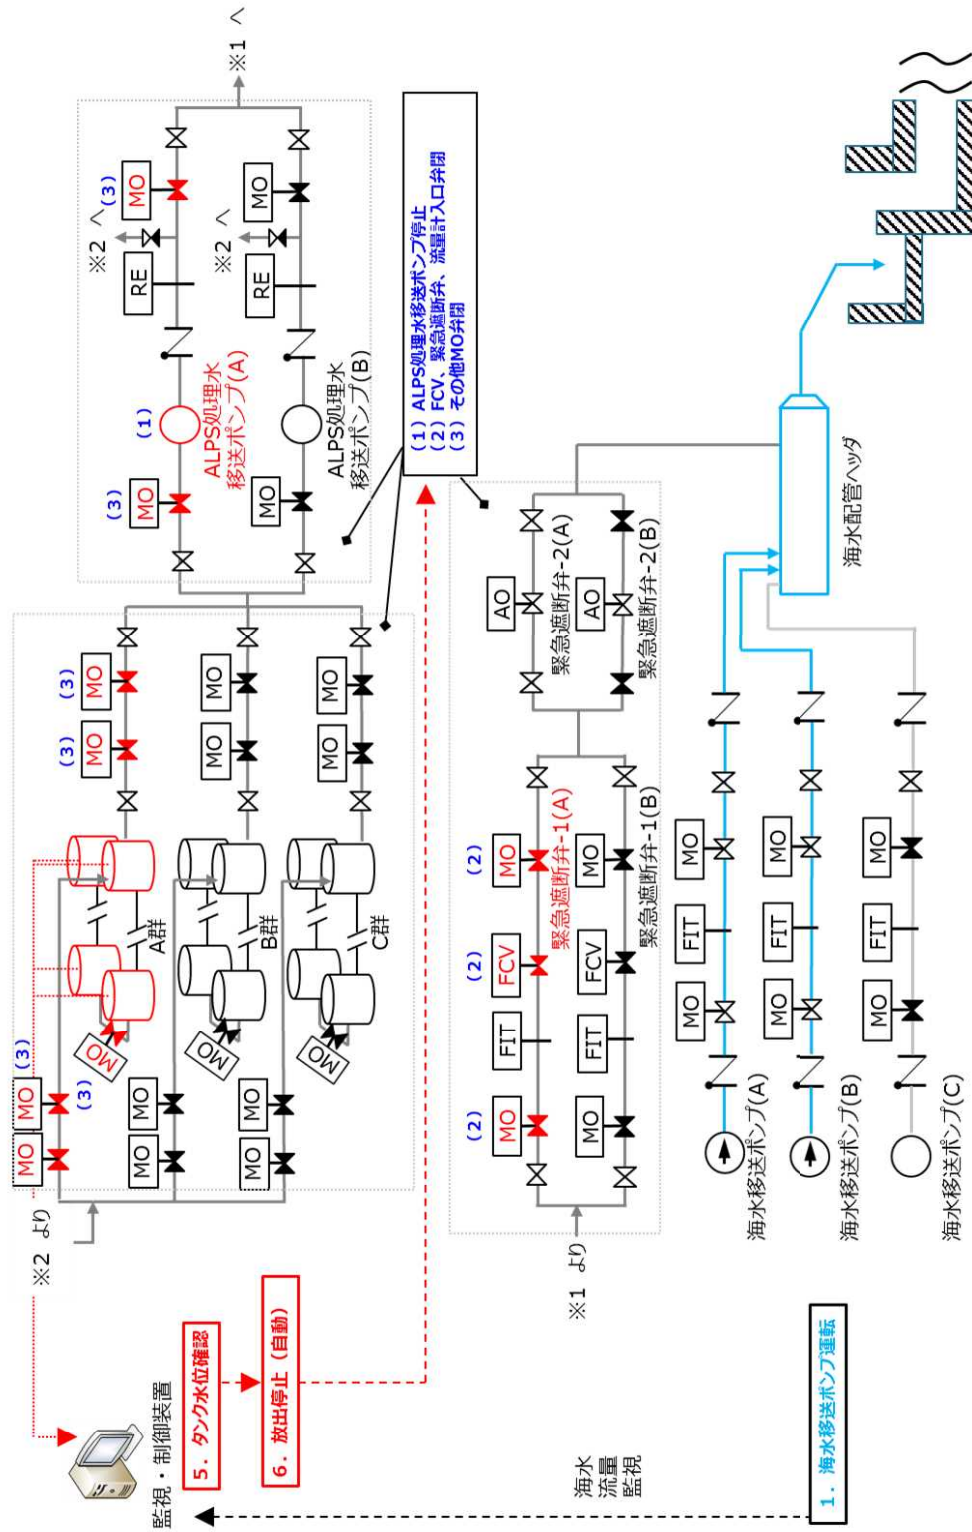 ※2 より
MO
MO
(3)
MO
(3)
A群
MO
(3)
MO
(3)
MO
MO
MO
B群
MO
MO
MO
MO
MO
C群
MO
MO
MO
(3)
ALPS処理水
移送ポンプ(A)
(1)
RE
※2 へ
MO
(3)
MO
ALPS処理水
移送ポンプ(B)
RE
※2 へ
MO
※1 へ
(1) ALPS処理水移送ポンプ停止
(2) FCV、緊急遮断弁、流量計入口弁閉
(3) その他MO弁閉
監視・制御装置
5. タンク水位確認
6. 放出停止 (自動)
※1 より
MO
(2)
FIT
FCV
(2)
MO
(2)
緊急遮断弁-1(A)
MO
FIT
FCV
MO
緊急遮断弁-1(B)
AO
緊急遮断弁-2(A)
AO
緊急遮断弁-2(B)
海水
流量
監視
1. 海水移送ポンプ運転
海水移送ポンプ(A)
MO
FIT
MO
海水移送ポンプ(B)
MO
FIT
MO
海水移送ポンプ(C)
MO
FIT
MO
海水配管ヘッダ